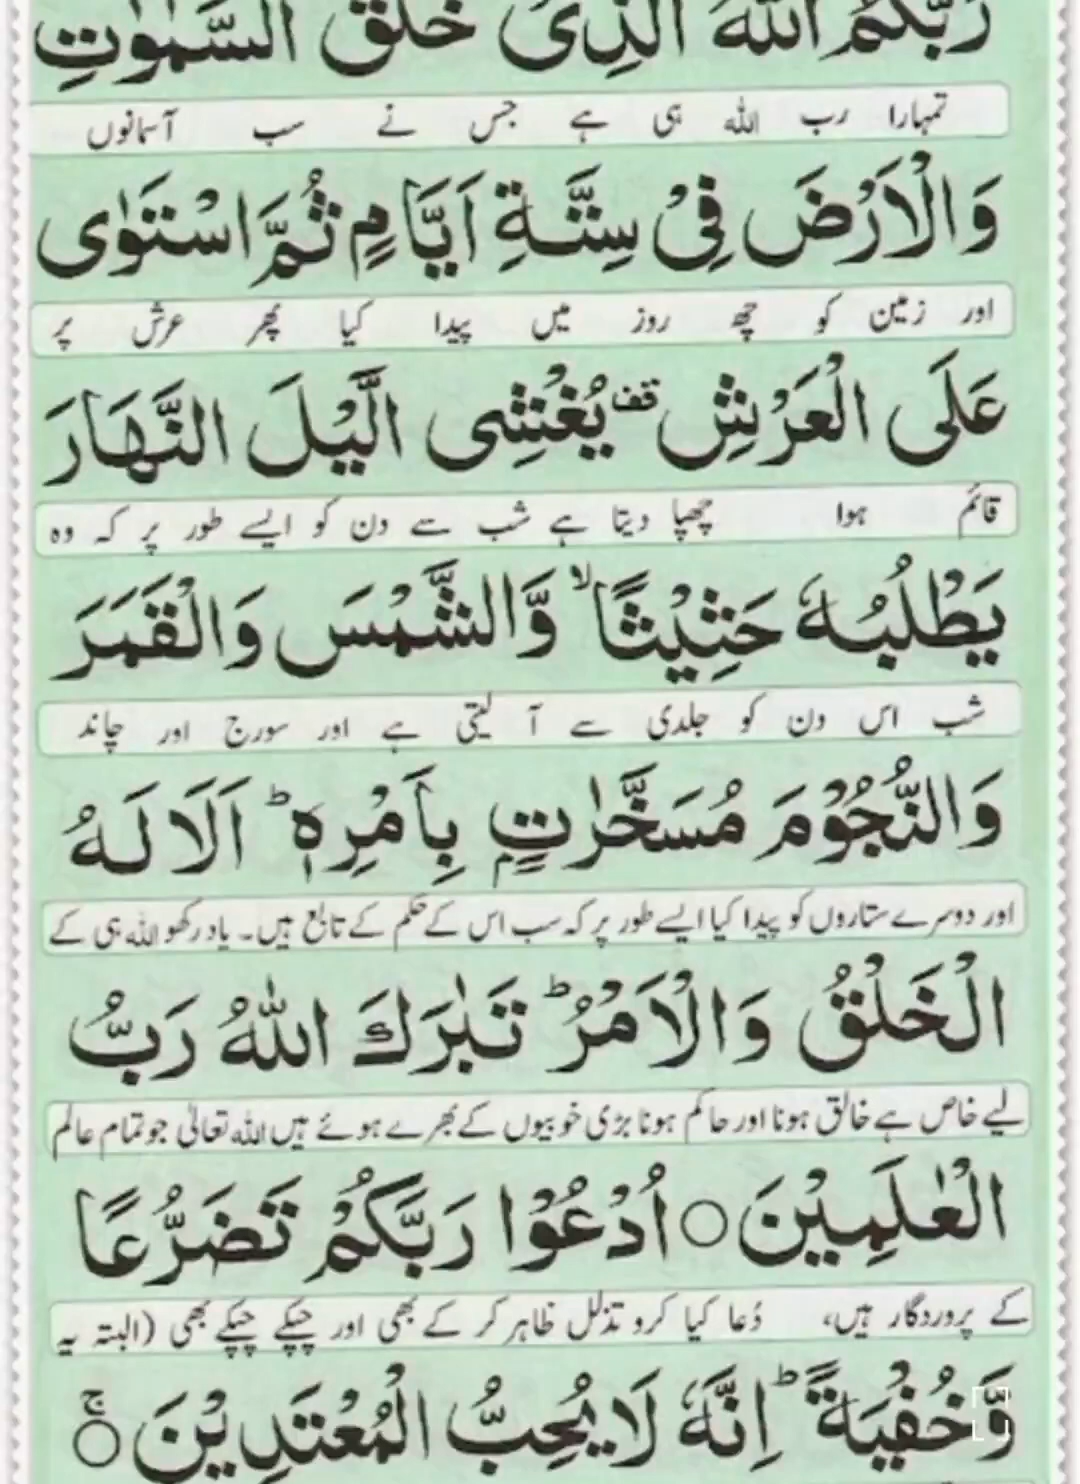 رَبَّكُمُ اللّٰهُ الَّذِىْ خَلَقَ السَّمٰوٰتِ
تمہارا رب اللہ ہی ہے جس نے سب آسمانوں
وَالْاَرْضَ فِىْ سِتَّةِ اَيَّامٍ ثُمَّ اسْتَوٰى
اور زمین کو چھ روز میں پیدا کیا پھر عرش پر
عَلَى الْعَرْشِ قف يُغْشِى الَّيْلَ النَّهَارَ
قائم ہوا چھپا دیتا ہے شب سے دن کو ایسے طور پر کہ وہ
يَطْلُبُهٗ حَثِيْثًا ۙ وَّالشَّمْسَ وَالْقَمَرَ
شب اس دن کو جلدی سے آ لیتی ہے اور سورج اور چاند
وَالنُّجُوْمَ مُسَخَّرٰتٍۭ بِاَمْرِهٖ ؕ اَلَا لَهُ
اور دوسرے ستاروں کو پیدا کیا ایسے طور پر کہ سب اس کے حکم کے تابع ہیں۔ یاد رکھو اللہ ہی کے
الْخَلْقُ وَالْاَمْرُ ؕ تَبٰرَكَ اللّٰهُ رَبُّ
لیے خاص ہے خالق ہونا اور حاکم ہونا بڑی خوبیوں کے بھرے ہوئے ہیں اللہ تعالیٰ جو تمام عالم
الْعٰلَمِيْنَ ○ اُدْعُوْا رَبَّكُمْ تَضَرُّعًا
کے پروردگار ہیں، دُعا کیا کرو تذلل ظاہر کر کے بھی اور چپکے چپکے بھی (البتہ یہ
وَّخُفْيَةً ؕ اِنَّهٗ لَا يُحِبُّ الْمُعْتَدِيْنَ ○ ۚ